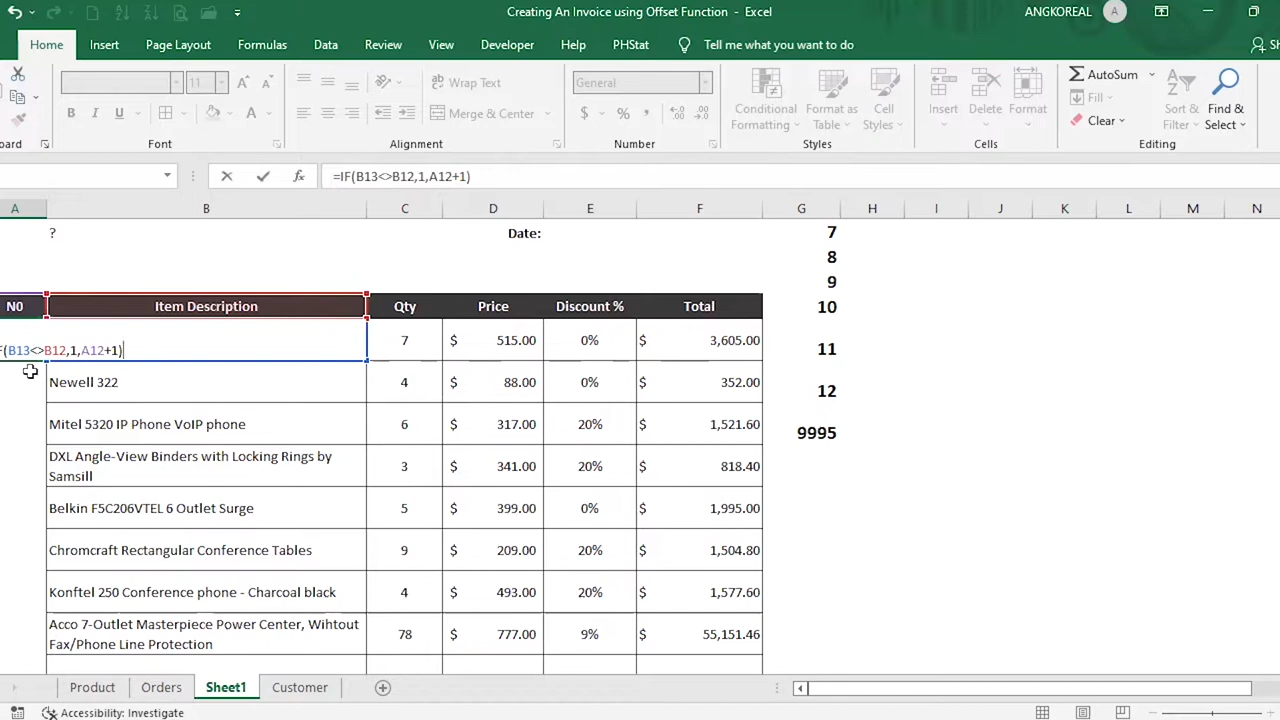 Creating An Invoice using Offset Function - Excel
ANGKOREAL A
Home Insert Page Layout Formulas Data Review View Developer Help PHStat Tell me what you want to do
11 A A ab Wrap Text General AutoSum
B I U A Merge & Center $ % , Conditional Formatting Format as Table Cell Styles Insert Delete Format Fill Clear Sort & Filter Find & Select
Font Alignment Number Styles Cells Editing
fx =IF(B13<>B12,1,A12+1)
A B C D E F G H I J K L M N
? Date: 7
8
9
N0 Item Description Qty Price Discount % Total 10
F(B13<>B12,1,A12+1) 7 $ 515.00 0% $ 3,605.00 11
Newell 322 4 $ 88.00 0% $ 352.00 12
Mitel 5320 IP Phone VoIP phone 6 $ 317.00 20% $ 1,521.60 9995
DXL Angle-View Binders with Locking Rings by
Samsill 3 $ 341.00 20% $ 818.40
Belkin F5C206VTEL 6 Outlet Surge 5 $ 399.00 0% $ 1,995.00
Chromcraft Rectangular Conference Tables 9 $ 209.00 20% $ 1,504.80
Konftel 250 Conference phone - Charcoal black 4 $ 493.00 20% $ 1,577.60
Acco 7-Outlet Masterpiece Power Center, Wihtout
Fax/Phone Line Protection 78 $ 777.00 9% $ 55,151.46
Product Orders Sheet1 Customer
Accessibility: Investigate